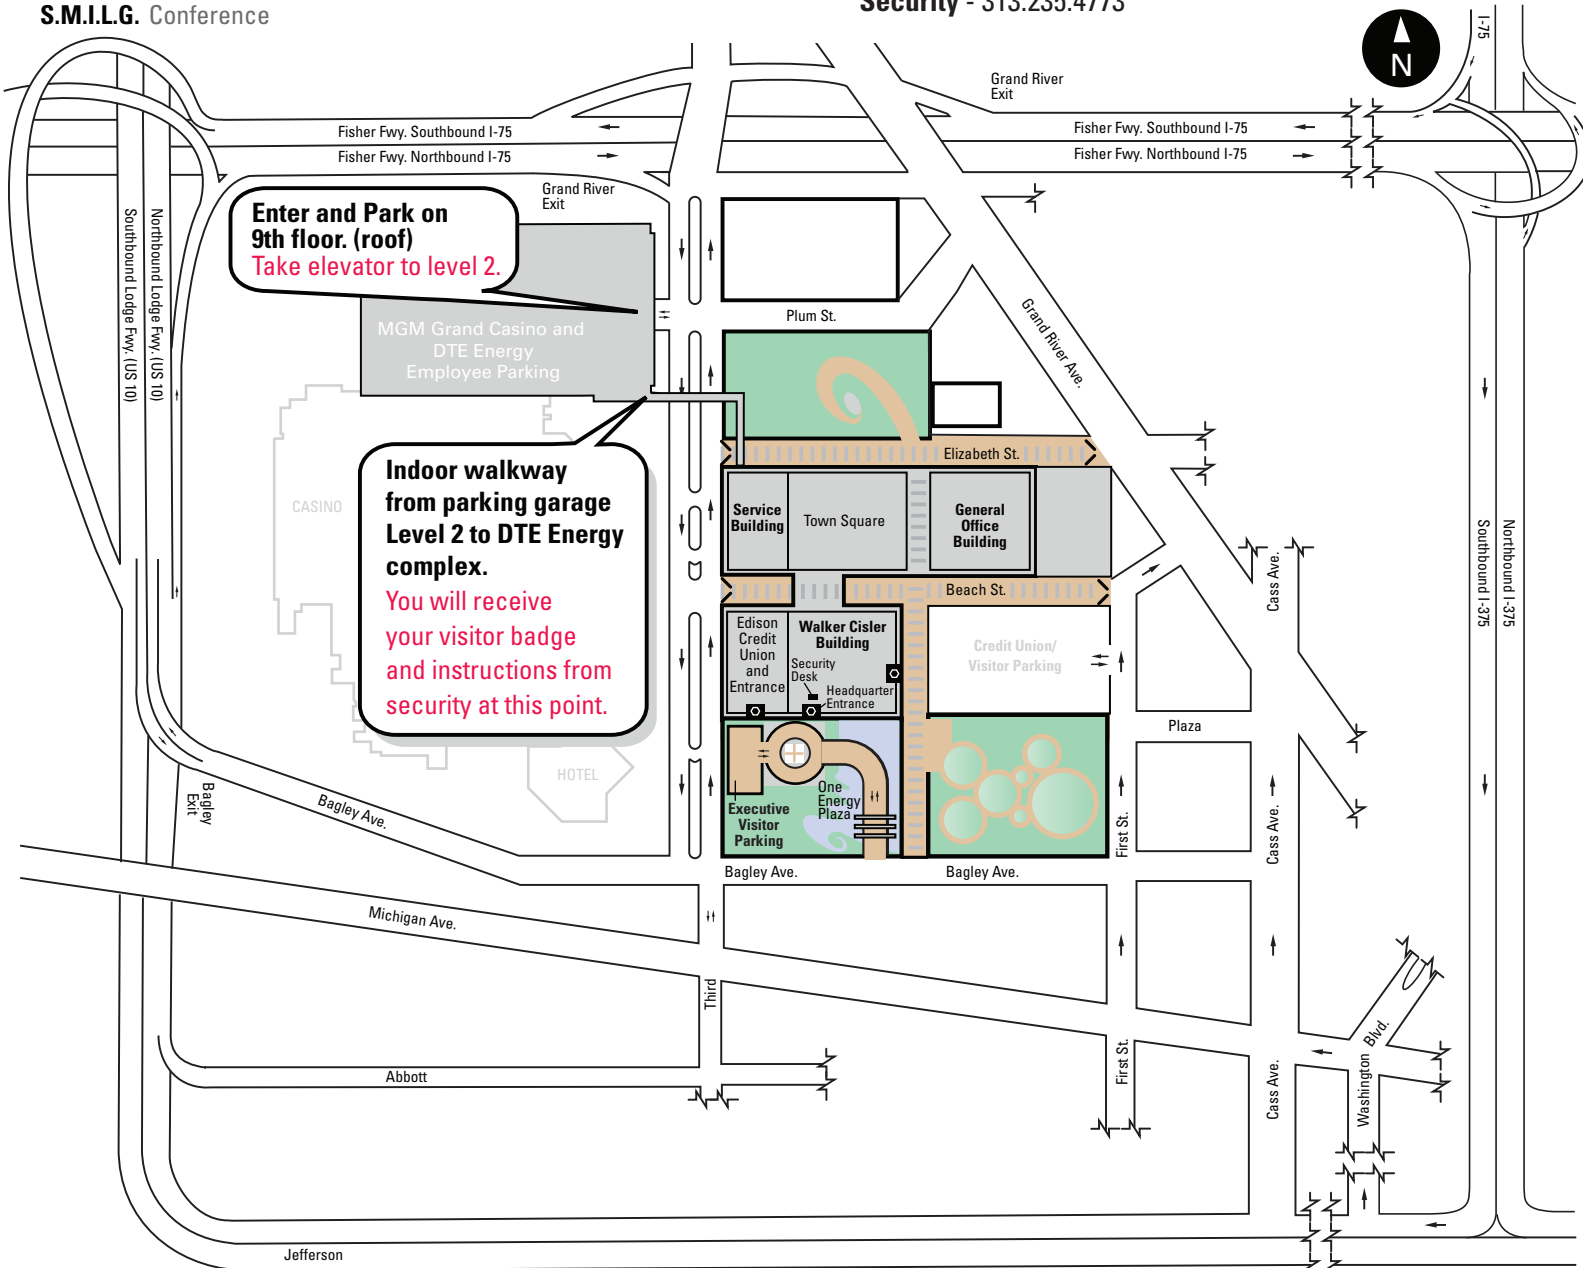 S.M.I.L.G. Conference
Security - 313.235.4773
I-75
N
Grand River
Exit
Fisher Fwy. Southbound I-75
Fisher Fwy. Southbound I-75
Fisher Fwy. Northbound I-75
Fisher Fwy. Northbound I-75
Grand River
Exit
Southbound Lodge Fwy. (US 10)
Northbound Lodge Fwy. (US 10)
Enter and Park on
9th floor. (roof)
Take elevator to level 2.
MGM Grand Casino and
DTE Energy
Employee Parking
Plum St.
Grand River Ave.
Elizabeth St.
CASINO
Indoor walkway
from parking garage
Level 2 to DTE Energy
complex.
You will receive
your visitor badge
and instructions from
security at this point.
Service
Building
Town Square
General
Office
Building
Southbound I-375
Northbound I-375
Cass Ave.
Beach St.
Edison
Credit
Union
and
Entrance
Walker Cisler
Building
Security
Desk
Headquarter
Entrance
Credit Union/
Visitor Parking
Plaza
HOTEL
Bagley
Exit
Bagley Ave.
Executive
Visitor
Parking
One
Energy
Plaza
First St.
Cass Ave.
Bagley Ave.
Bagley Ave.
Michigan Ave.
Third
First St.
Cass Ave.
Washington
Blvd.
Abbott
Jefferson